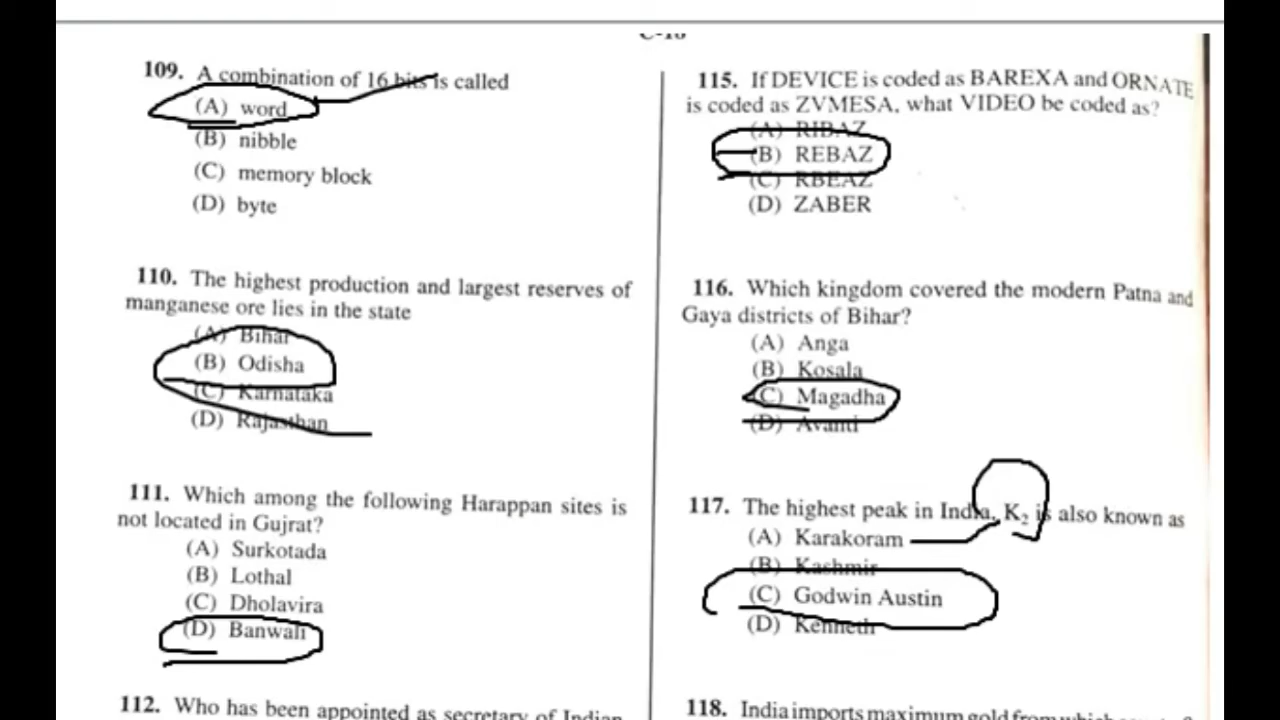 C-16
109. A combination of 16 bits is called
(A) word
(B) nibble
(C) memory block
(D) byte
110. The highest production and largest reserves of
manganese ore lies in the state
(A) Bihar
(B) Odisha
(C) Karnataka
(D) Rajasthan
111. Which among the following Harappan sites is
not located in Gujrat?
(A) Surkotada
(B) Lothal
(C) Dholavira
(D) Banwali
112. Who has been appointed as secretary of Indian
115. If DEVICE is coded as BAREXA and ORNATE
is coded as ZVMESA, what VIDEO be coded as?
(A) RIBAZ
(B) REBAZ
(C) RBEAZ
(D) ZABER
116. Which kingdom covered the modern Patna and
Gaya districts of Bihar?
(A) Anga
(B) Kosala
(C) Magadha
(D) Avanti
117. The highest peak in India, K2 is also known as
(A) Karakoram
(B) Kashmir
(C) Godwin Austin
(D) Kenneth
118. India imports maximum gold from which